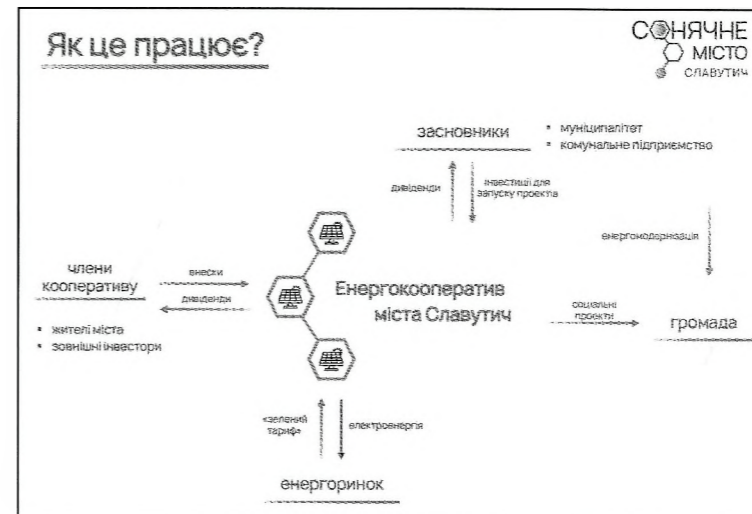 Як це працює?
СОНЯЧНЕ
МІСТО
СЛАВУТИЧ
засновники
▪ муніципалітет
▪ комунальне підприємство
дивіденди
інвестиції для
запуску проекта
енергомодернізація
члени
кооперативу
внески
дивіденди
▪ жителі міста
▪ зовнішні інвестори
Енергокооператив
міста Славутич
соціальні
проекти
громада
«зелений
тариф»
електроенергія
енергоринок